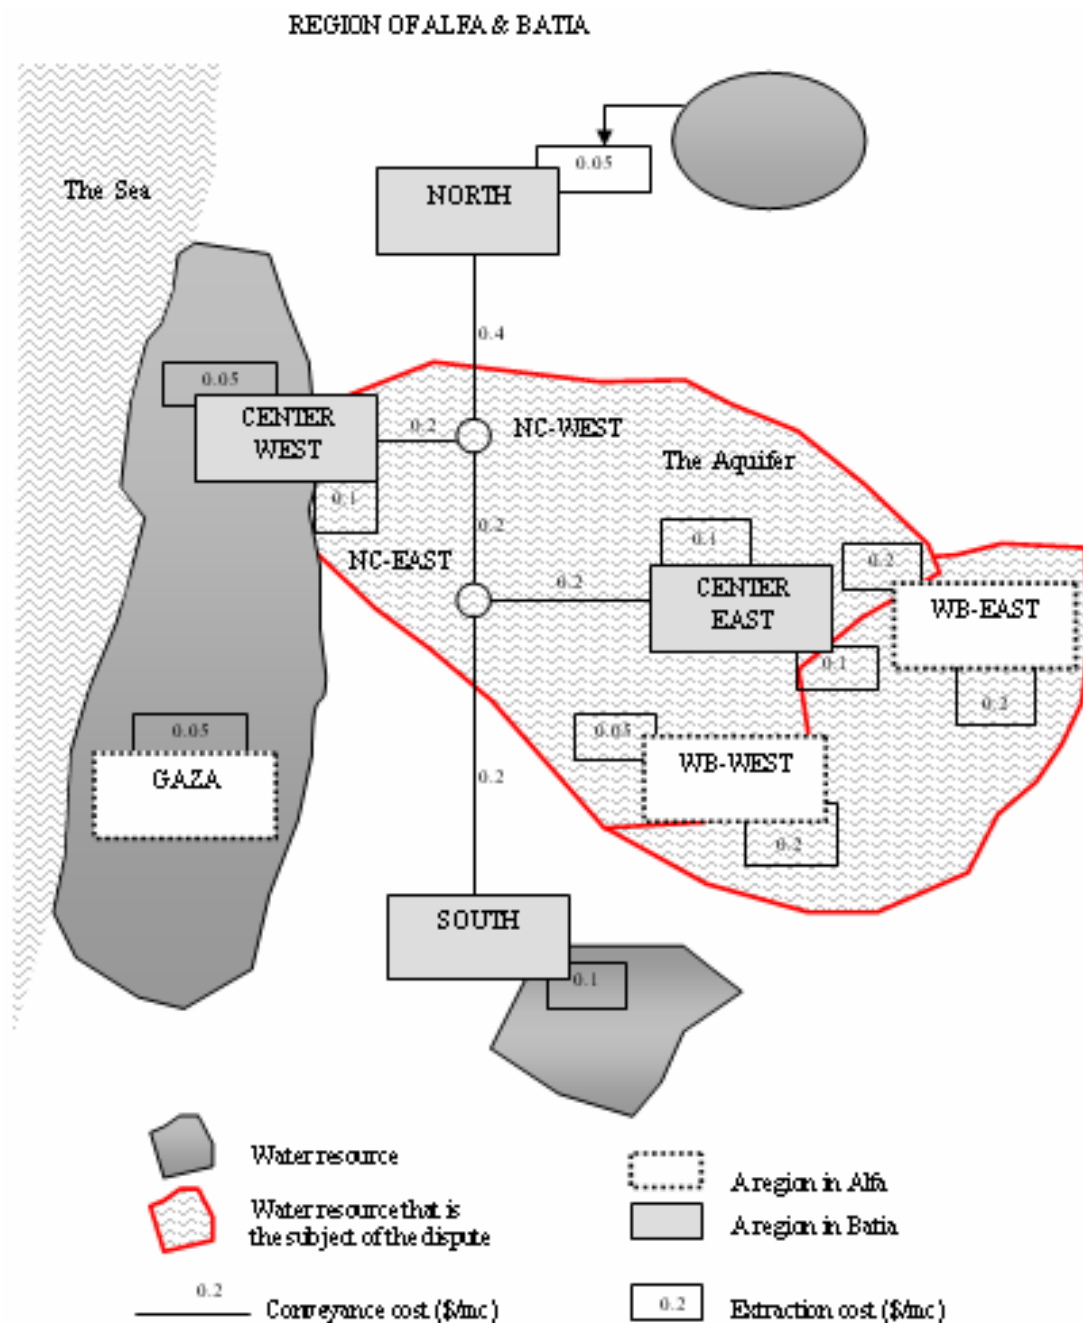 REGION OF ALFA & BATIA
The Sea
0.05
NORTH
0.4
0.05
CENTER
WEST
0.2
NC-WEST
The Aquifer
0.1
0.2
NC-EAST
0.1
0.2
0.2
CENTER
EAST
WB-EAST
0.1
0.2
0.05
0.05
GAZA
WB-WEST
0.2
0.2
SOUTH
0.1
Water resource
A region in Alfa
Water resource that is
the subject of the dispute
A region in Batia
0.2
Conveyance cost ($/mc)
0.2
Extraction cost ($/mc)